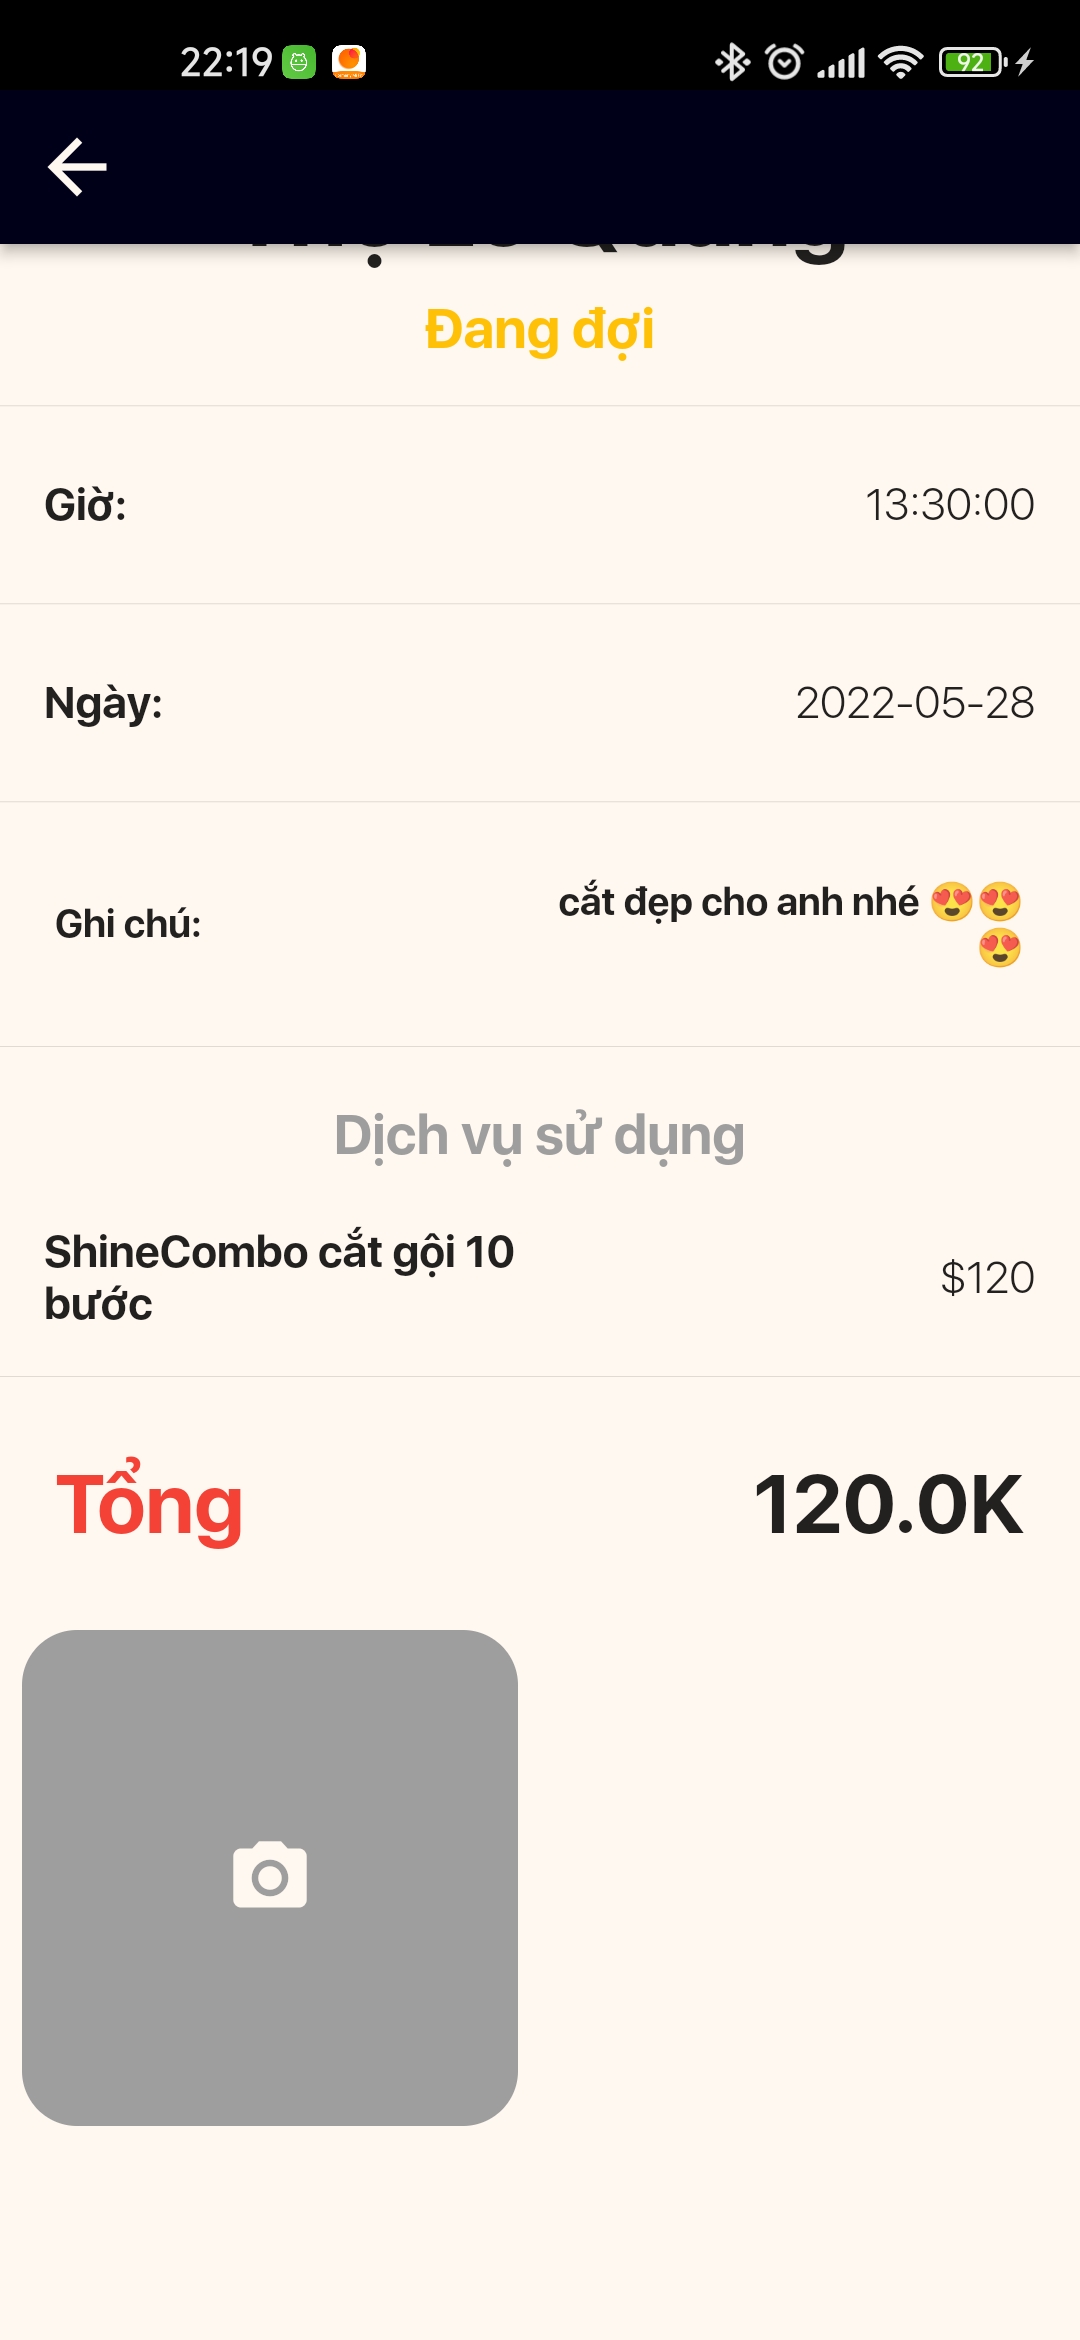 22:19
92
Đang đợi
Giờ: 13:30:00
Ngày: 2022-05-28
Ghi chú: cắt đẹp cho anh nhé 😍😍
😍
Dịch vụ sử dụng
ShineCombo cắt gội 10
bước
$120
Tổng 120.0K